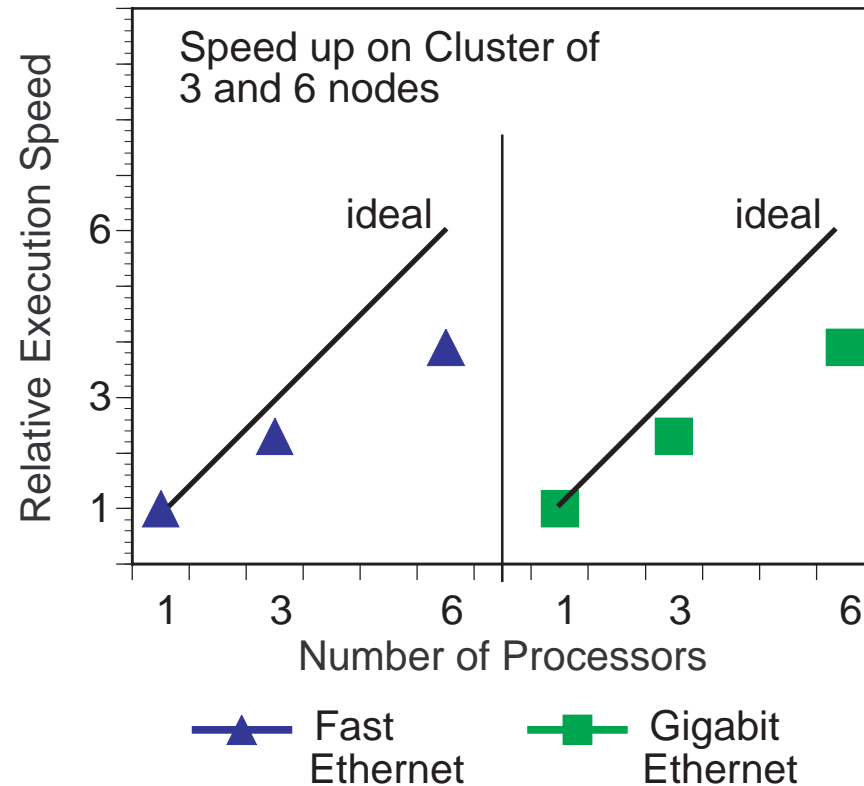 Speed up on Cluster of
3 and 6 nodes
Relative Execution Speed
ideal
ideal
6
3
1
1 3 6 1 3 6
Number of Processors
Fast
Ethernet
Gigabit
Ethernet